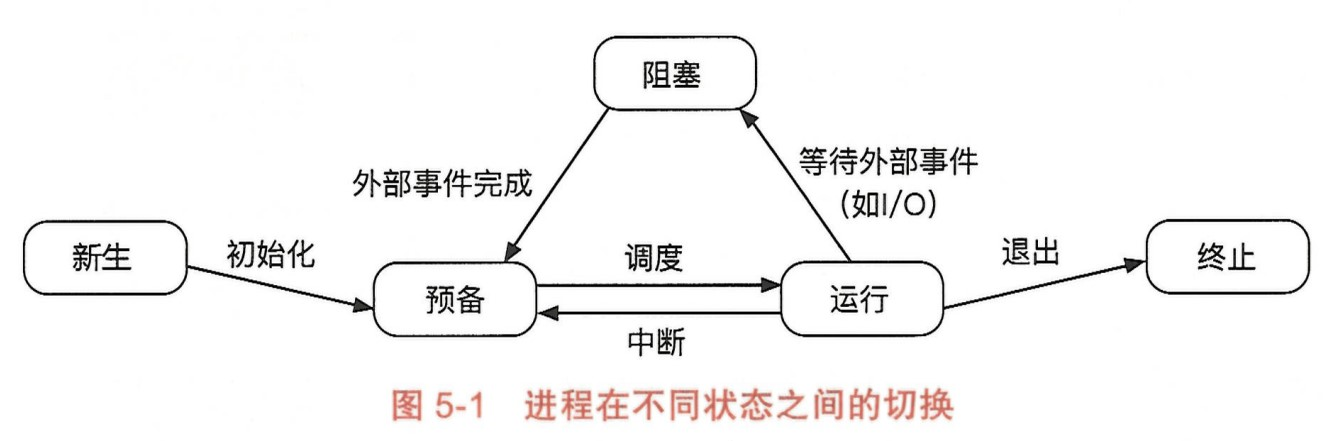 阻塞
外部事件完成
等待外部事件
（如I/O）
新生
初始化
调度
退出
终止
预备
运行
中断
图 5-1 进程在不同状态之间的切换